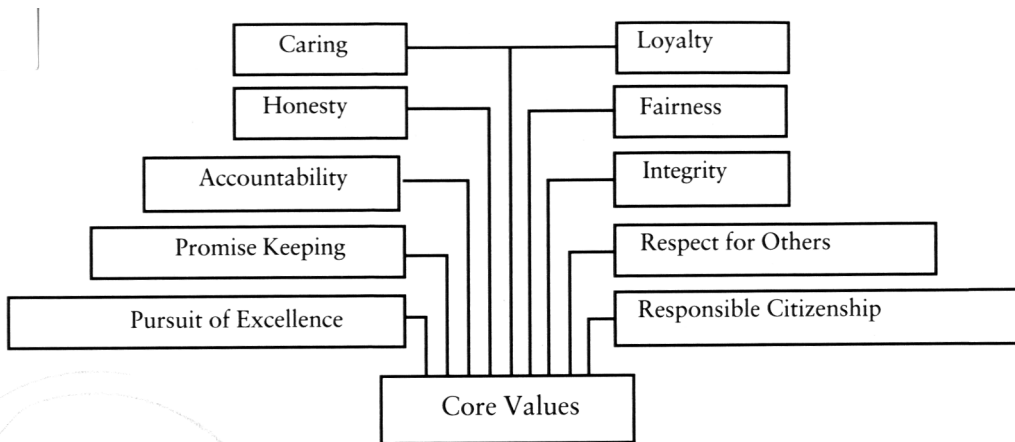 Caring
Loyalty
Honesty
Fairness
Accountability
Integrity
Promise Keeping
Respect for Others
Pursuit of Excellence
Responsible Citizenship
Core Values